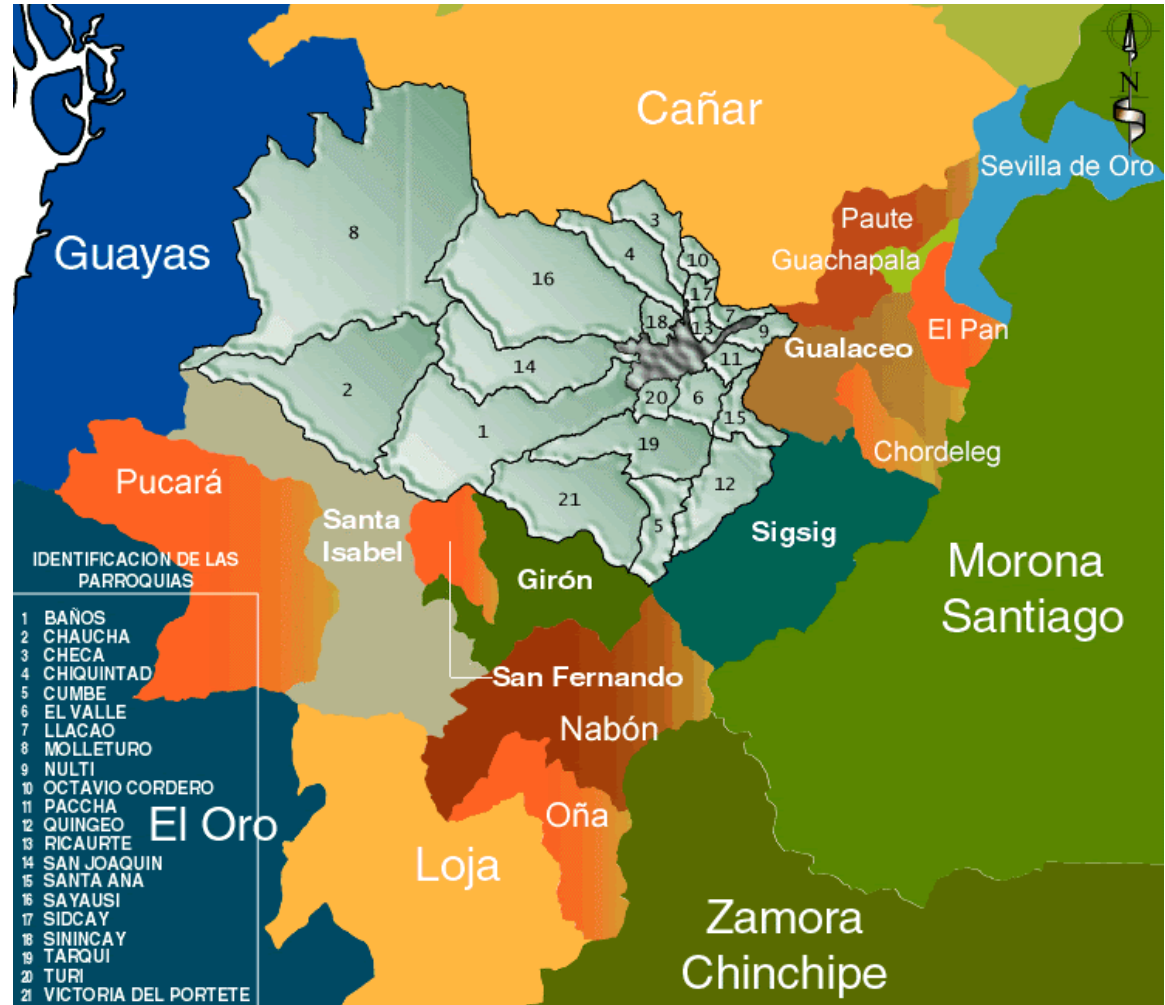 N
Cañar
Sevilla de Oro
Paute
3
Guayas
8
4
10
Guachapala
16
17
7
18
13
9
El Pan
Gualaceo
11
14
2
20
6
15
1
19
Chordeleg
Pucará
12
21
Santa
Isabel
5
Sigsig
IDENTIFICACION DE LAS
PARROQUIAS
Girón
Morona
Santiago
1 BAÑOS
2 CHAUCHA
3 CHECA
4 CHIQUINTAD
5 CUMBE
6 EL VALLE
7 LLACAO
8 MOLLETURO
9 NULTI
10 OCTAVIO CORDERO
11 PACCHA
12 QUINGEO
13 RICAURTE
14 SAN JOAQUIN
15 SANTA ANA
16 SAYAUSI
17 SIDCAY
18 SININCAY
19 TARQUI
20 TURI
21 VICTORIA DEL PORTETE
San Fernando
Nabón
El Oro
Oña
Loja
Zamora
Chinchipe